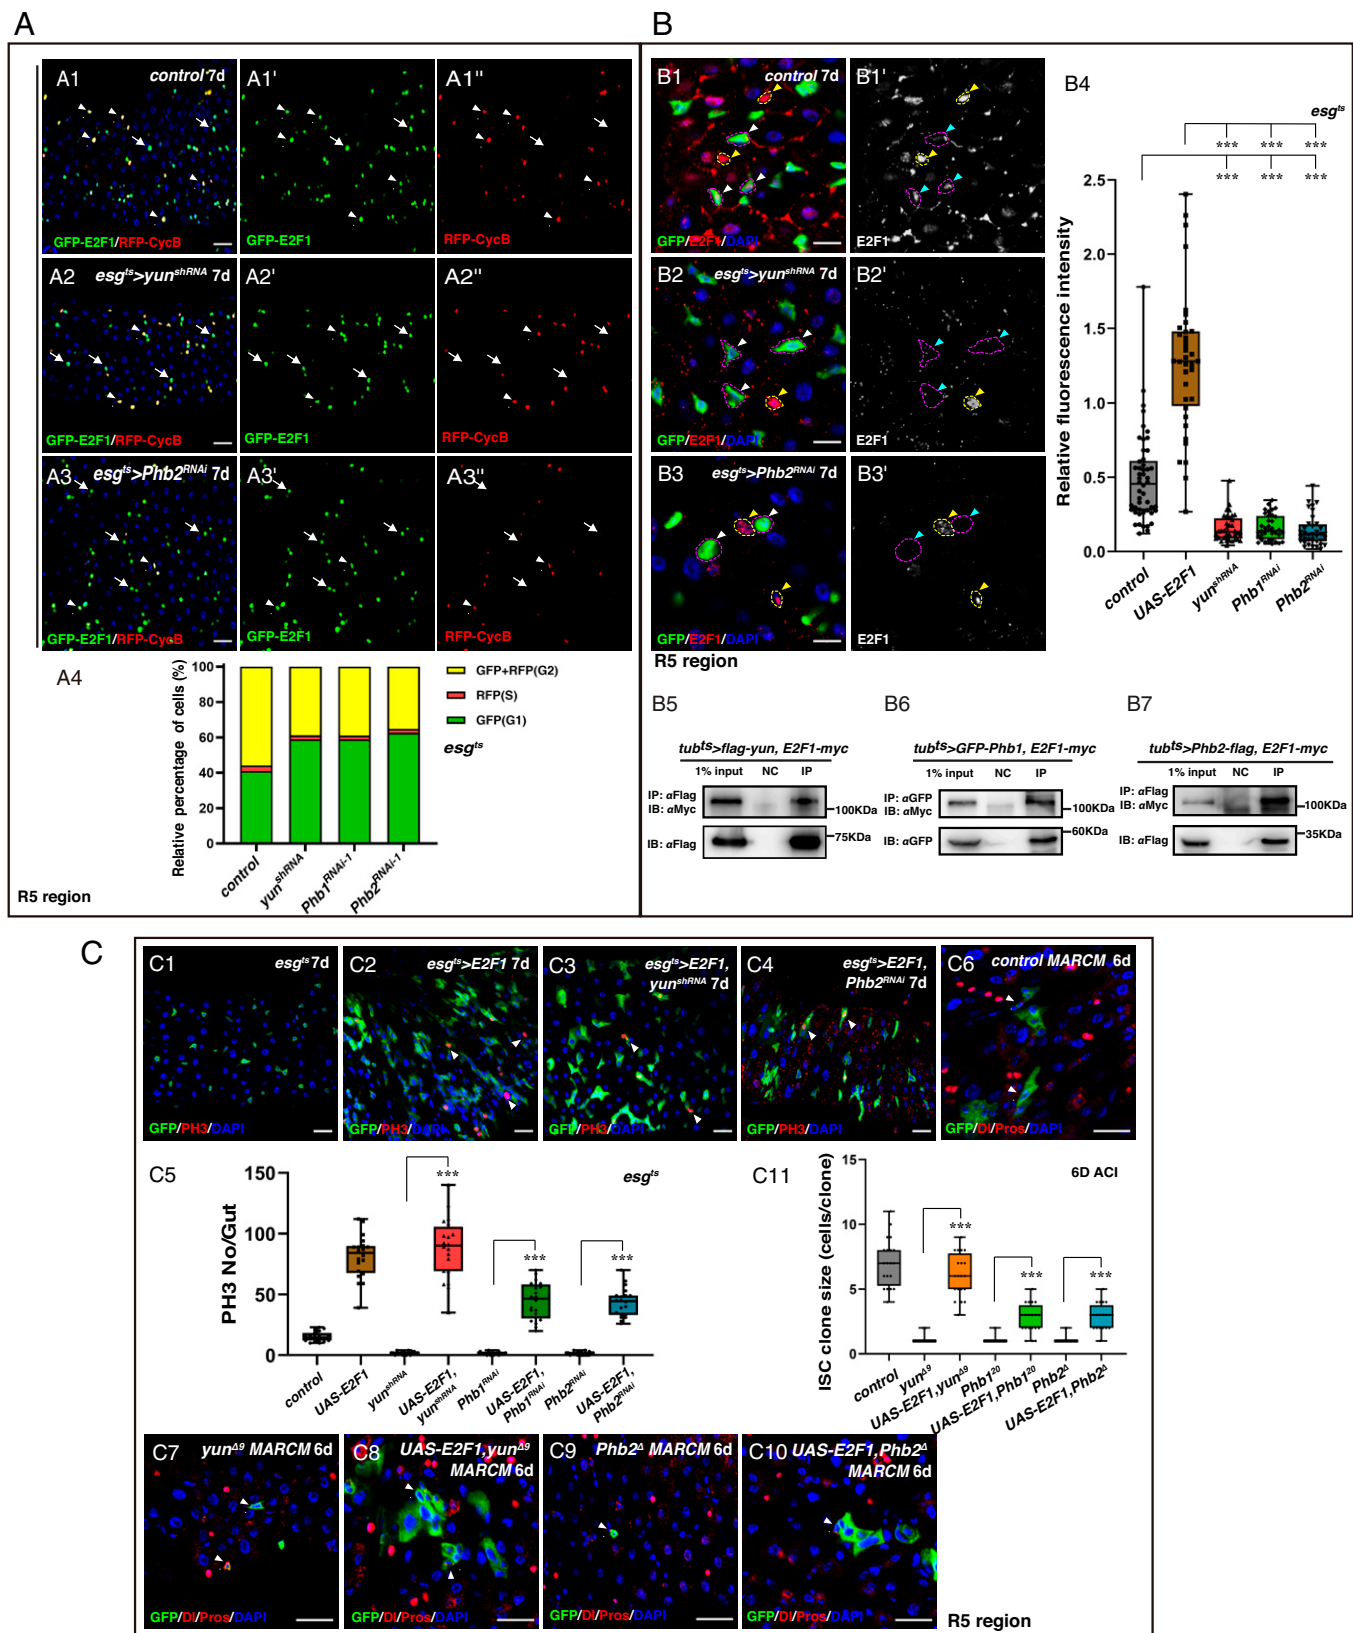 A
A1 control 7d
GFP-E2F1/RFP-CycB
A1'
GFP-E2F1
A1''
RFP-CycB
A2 esgts>yunshRNA 7d
GFP-E2F1/RFP-CycB
A2'
GFP-E2F1
A2''
RFP-CycB
A3 esgts>Phb2RNAi 7d
GFP-E2F1/RFP-CycB
A3'
GFP-E2F1
A3''
RFP-CycB
A4
Relative percentage of cells (%)
100
80
60
40
20
0
control
yunshRNA
Phb1RNAi-1
Phb2RNAi-1
GFP+RFP(G2)
RFP(S)
GFP(G1)
esgts
R5 region
B
B1 control 7d
GFP/E2F1/DAPI
B1'
E2F1
B2 esgts>yunshRNA 7d
GFP/E2F1/DAPI
B2'
E2F1
B3 esgts>Phb2RNAi 7d
GFP/E2F1/DAPI
B3'
E2F1
R5 region
B4
esgts
*** *** ***
*** *** ***
Relative fluorescence intensity
2.5
2.0
1.5
1.0
0.5
0.0
control
UAS-E2F1
yunshRNA
Phb1RNAi
Phb2RNAi
B5
tubts>flag-yun, E2F1-myc
1% input NC IP
IP: αFlag
IB: αMyc
100KDa
75KDa
IB: αFlag
B6
tubts>GFP-Phb1, E2F1-myc
1% input NC IP
IP: αGFP
IB: αMyc
100KDa
60KDa
IB: αGFP
B7
tubts>Phb2-flag, E2F1-myc
1% input NC IP
IP: αFlag
IB: αMyc
100KDa
35KDa
IB: αFlag
C
C1 esgts 7d
GFP/PH3/DAPI
C2 esgts>E2F1 7d
GFP/PH3/DAPI
C3 esgts>E2F1,
yunshRNA 7d
GFP/PH3/DAPI
C4 esgts>E2F1,
Phb2RNAi 7d
GFP/PH3/DAPI
C6 control MARCM 6d
GFP/Dl/Pros/DAPI
C5
esgts
PH3 No/Gut
150
100
50
0
***
***
***
control
UAS-E2F1
yunshRNA
UAS-E2F1,
yunshRNA
Phb1RNAi
UAS-E2F1,
Phb1RNAi
Phb2RNAi
UAS-E2F1,
Phb2RNAi
C11
6D ACI
ISC clone size (cells/clone)
15
10
5
0
***
***
***
control
yunΔ9
UAS-E2F1,yunΔ9
Phb120
UAS-E2F1,Phb120
Phb2Δ
UAS-E2F1,Phb2Δ
C7 yunΔ9 MARCM 6d
GFP/Dl/Pros/DAPI
C8 UAS-E2F1,yunΔ9
MARCM 6d
GFP/Dl/Pros/DAPI
C9 Phb2Δ MARCM 6d
GFP/Dl/Pros/DAPI
C10 UAS-E2F1,Phb2Δ
MARCM 6d
GFP/Dl/Pros/DAPI
R5 region